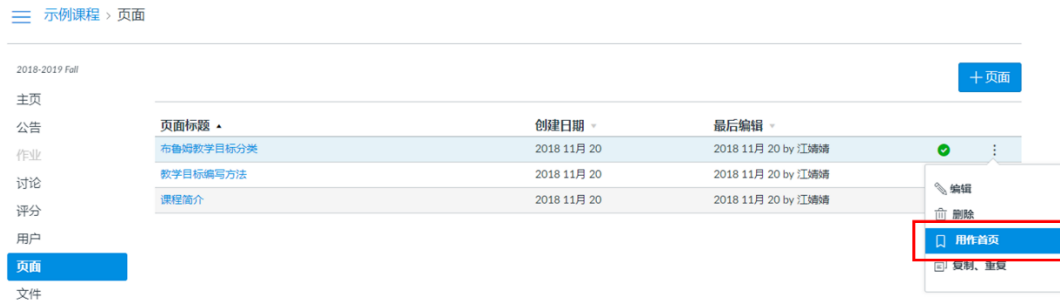 示例课程 › 页面
2018-2019 Fall
+页面
主页
公告
页面标题 创建日期 最后编辑
布鲁姆教学目标分类 2018 11月 20 2018 11月 20 by 江婧婧
作业
教学目标编写方法 2018 11月 20 2018 11月 20 by 江婧婧
讨论
课程简介 2018 11月 20 2018 11月 20 by 江婧婧
编辑
评分
删除
用户
用作首页
页面
复制、重复
文件